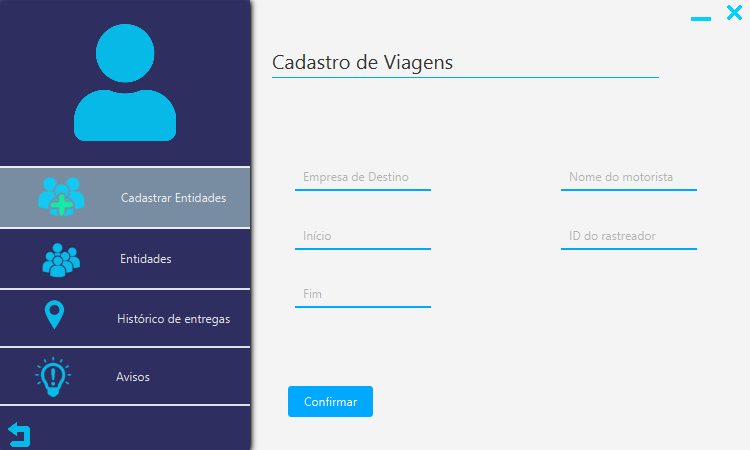 Cadastro de Viagens
Cadastrar Entidades
Entidades
Histórico de entregas
Avisos
Empresa de Destino
Nome do motorista
Início
ID do rastreador
Fim
Confirmar